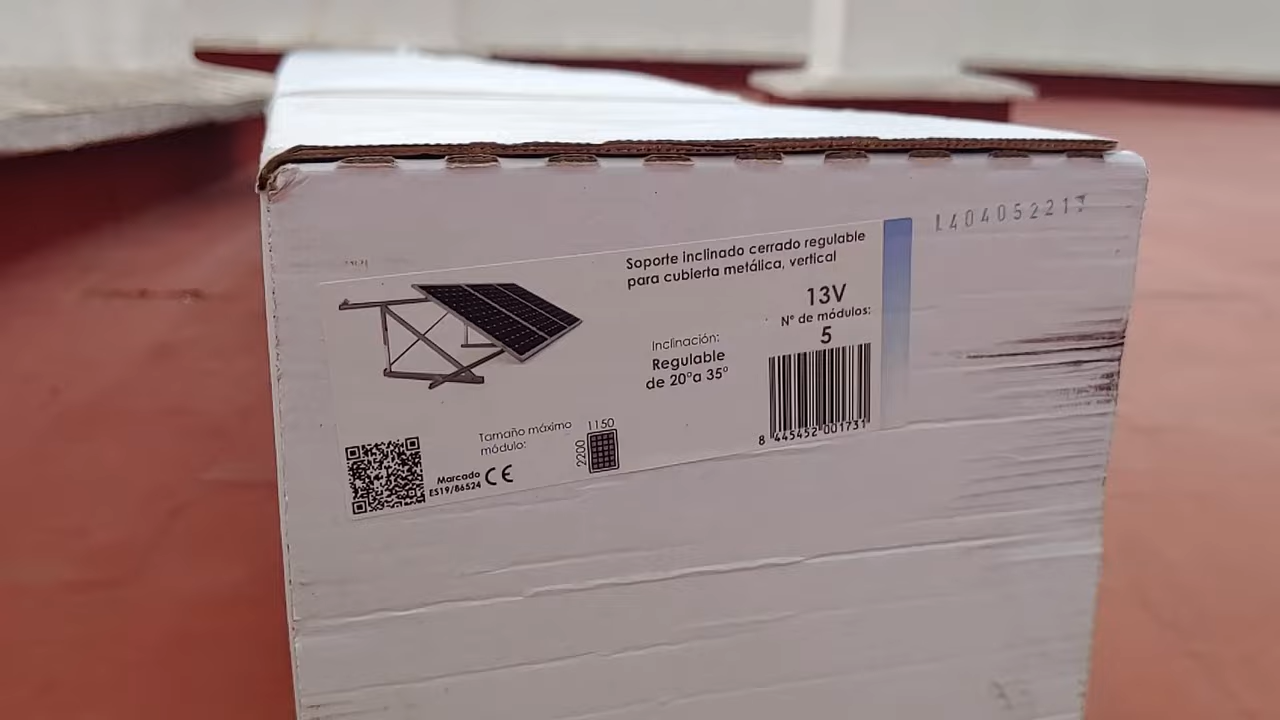 L404052217
Soporte inclinado cerrado regulable
para cubierta metálica, vertical
13V
Nº de módulos:
5
Inclinación:
Regulable
de 20ºa 35º
8 445452 001731
Tamaño máximo
módulo:
1150
2200
Marcado
ES19/86524
CE